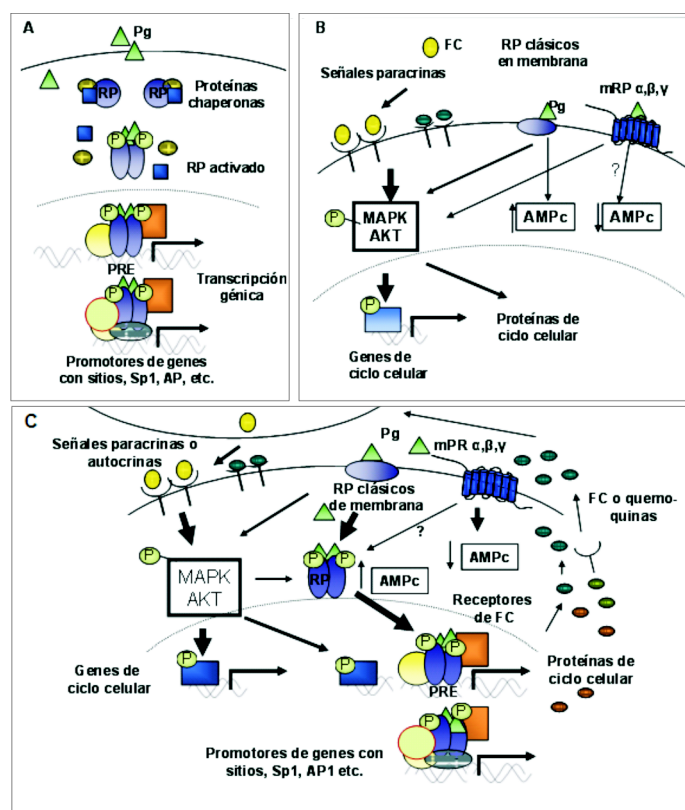 A
Pg
RP
RP
Proteínas
chaperonas
P
P
RP activado
P
P
PRE
Transcripción
génica
P
P
Promotores de genes
con sitios, Sp1, AP, etc.
B
FC
RP clásicos
en membrana
Señales paracrinas
Pg
mRP α,β,γ
?
P
MAPK
AKT
AMPc
AMPc
P
Genes de
ciclo celular
Proteínas de
ciclo celular
C
Señales paracrinas o
autocrinas
Pg
mPR α,β,γ
RP clásicos
de membrana
FC o quemo-
quinas
?
P
MAPK
AKT
P
P
RP
AMPc
AMPc
Receptores
de FC
P
Genes de
ciclo celular
P
P
P
PRE
Proteínas de
ciclo celular
P
P
Promotores de genes con
sitios, Sp1, AP1 etc.